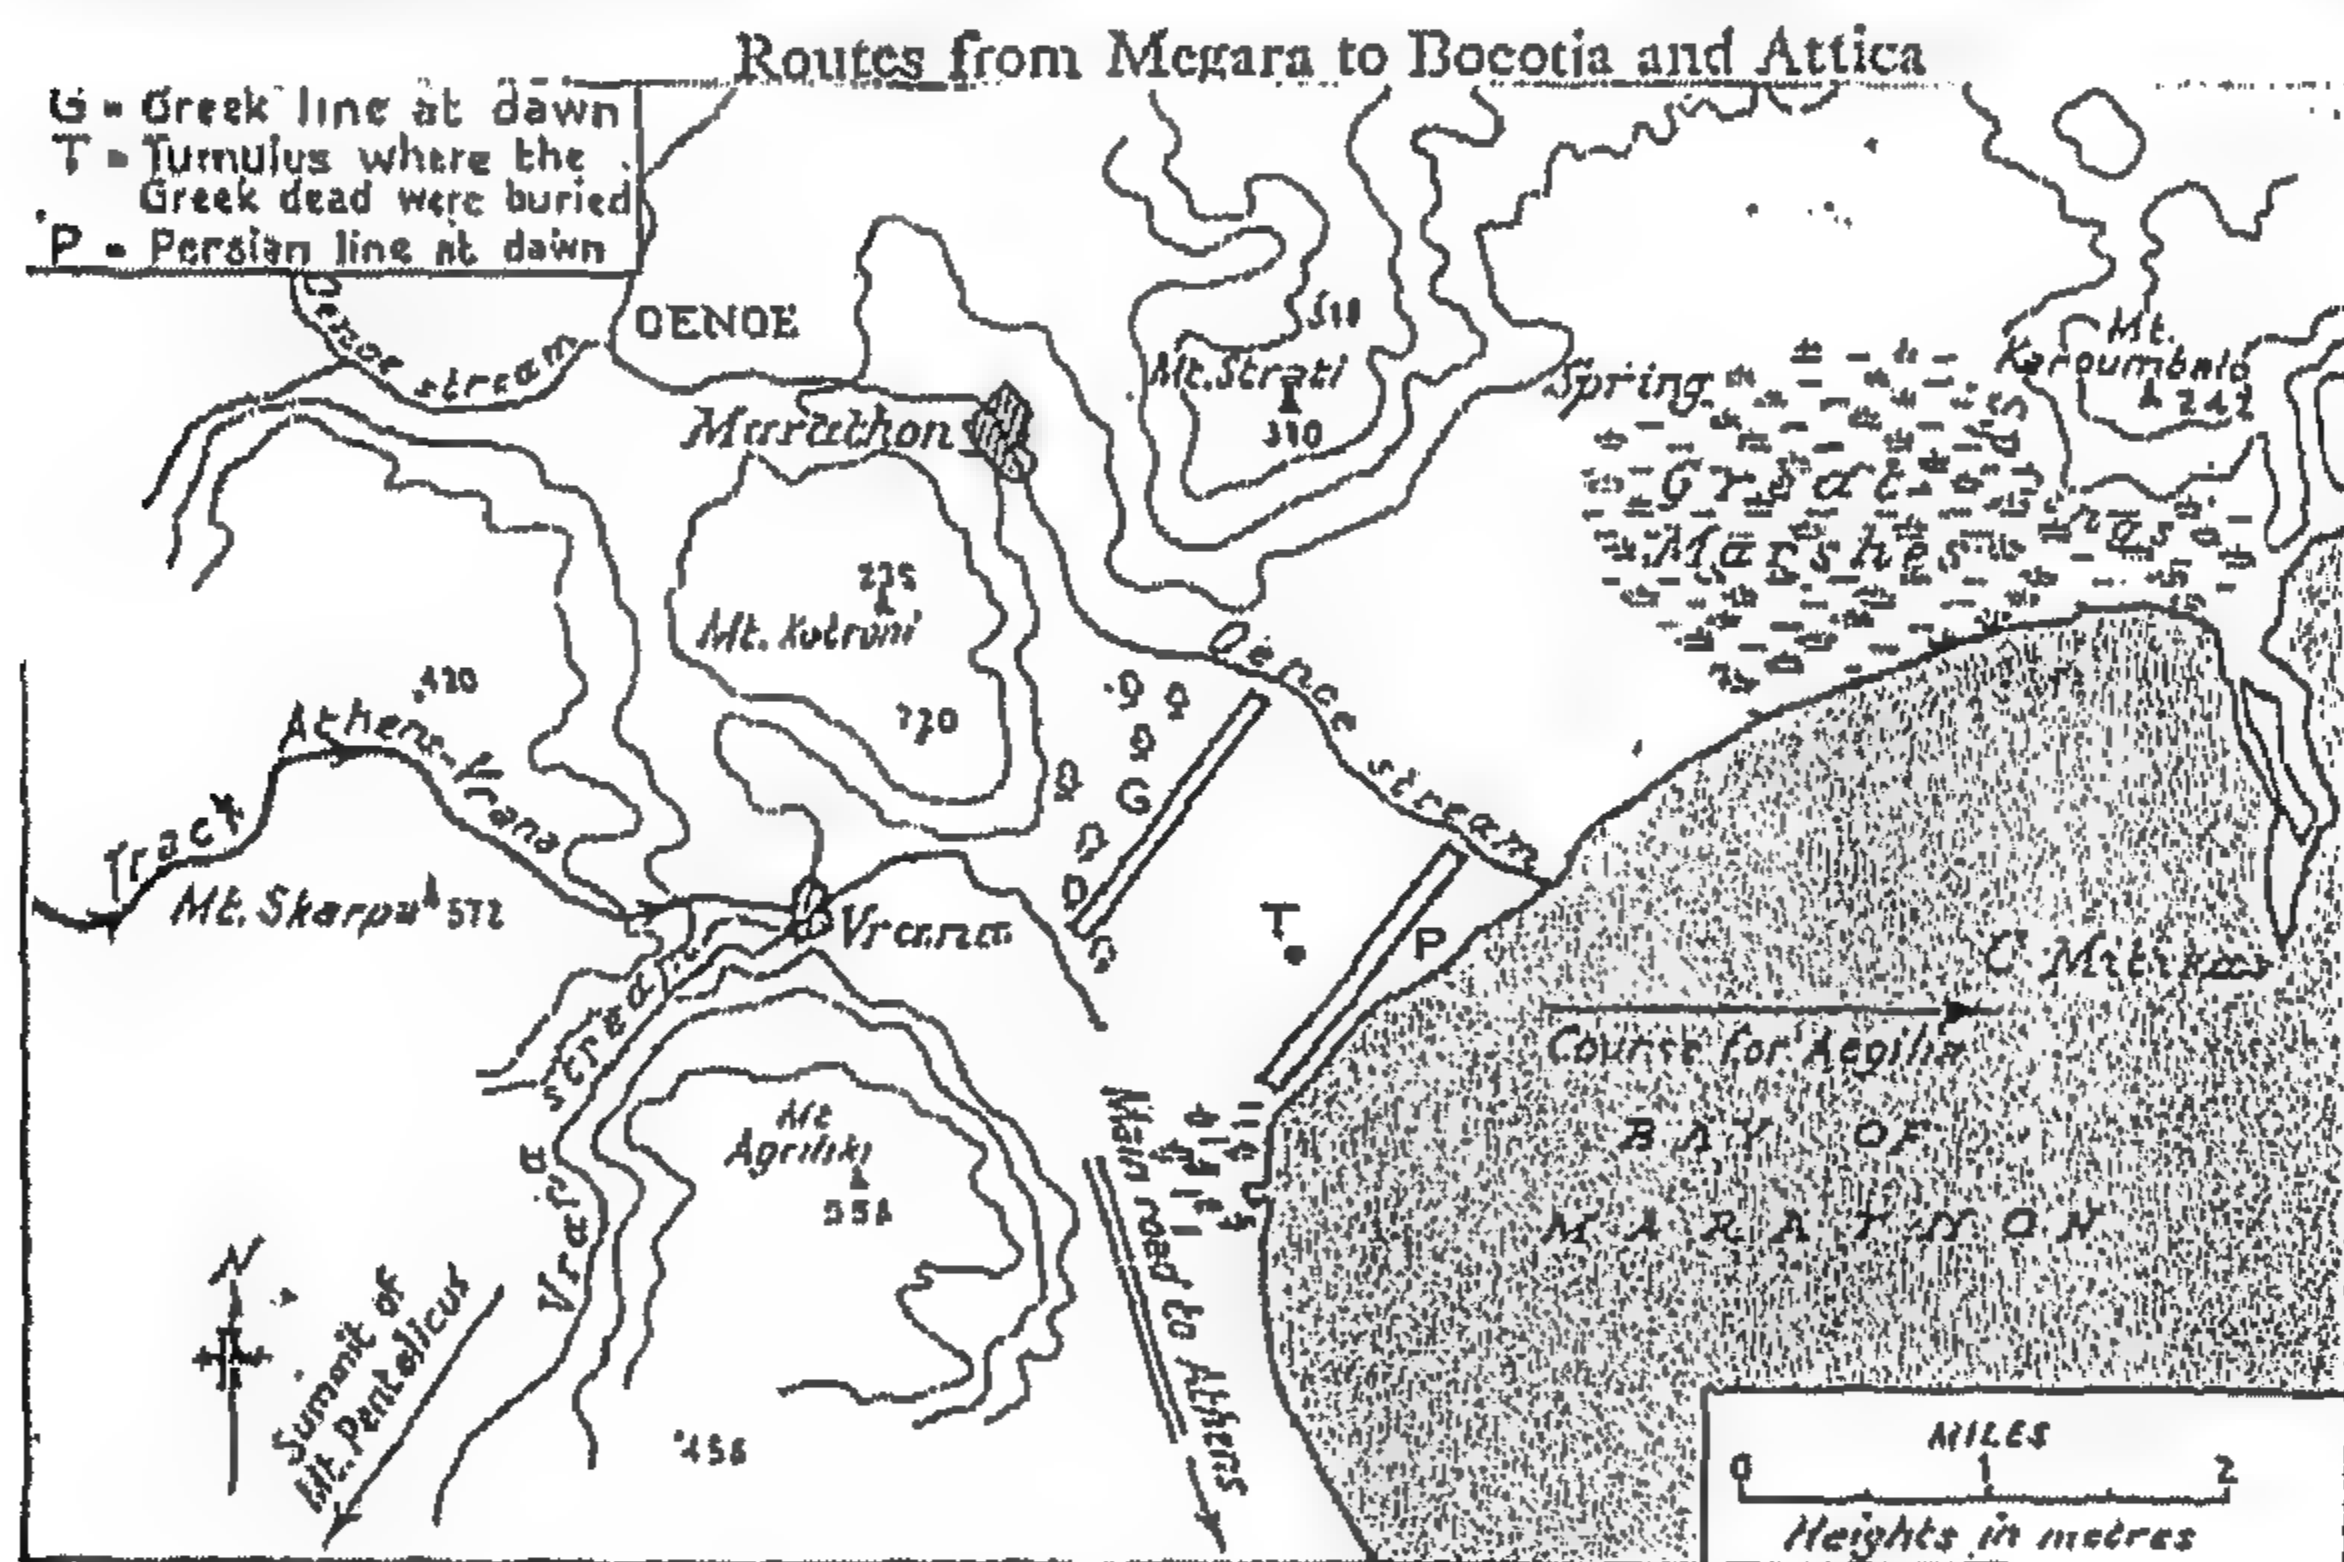 Routes from Megara to Boeotia and Attica
G = Greek line at dawn
T = Tumulus where the
Greek dead were buried
P = Persian line at dawn
Oenoe stream
OENOE
Marathon
Mt. Strati
310
Spring
Great
Marshes
Mt.
Karoumbalo
242
235
Mt. Kotroni
Oenoe stream
420
Track Athens-Vrana
G
Mt. Skarpa 572
Vrana
T
P
C. Mitikas
Course for Aegilia
Vrana stream
Mt
Agriliki
BAY OF
MARATHON
Main road to Athens
N
Summit of
Mt. Pentelicus
456
MILES
0 1 2
Heights in metres